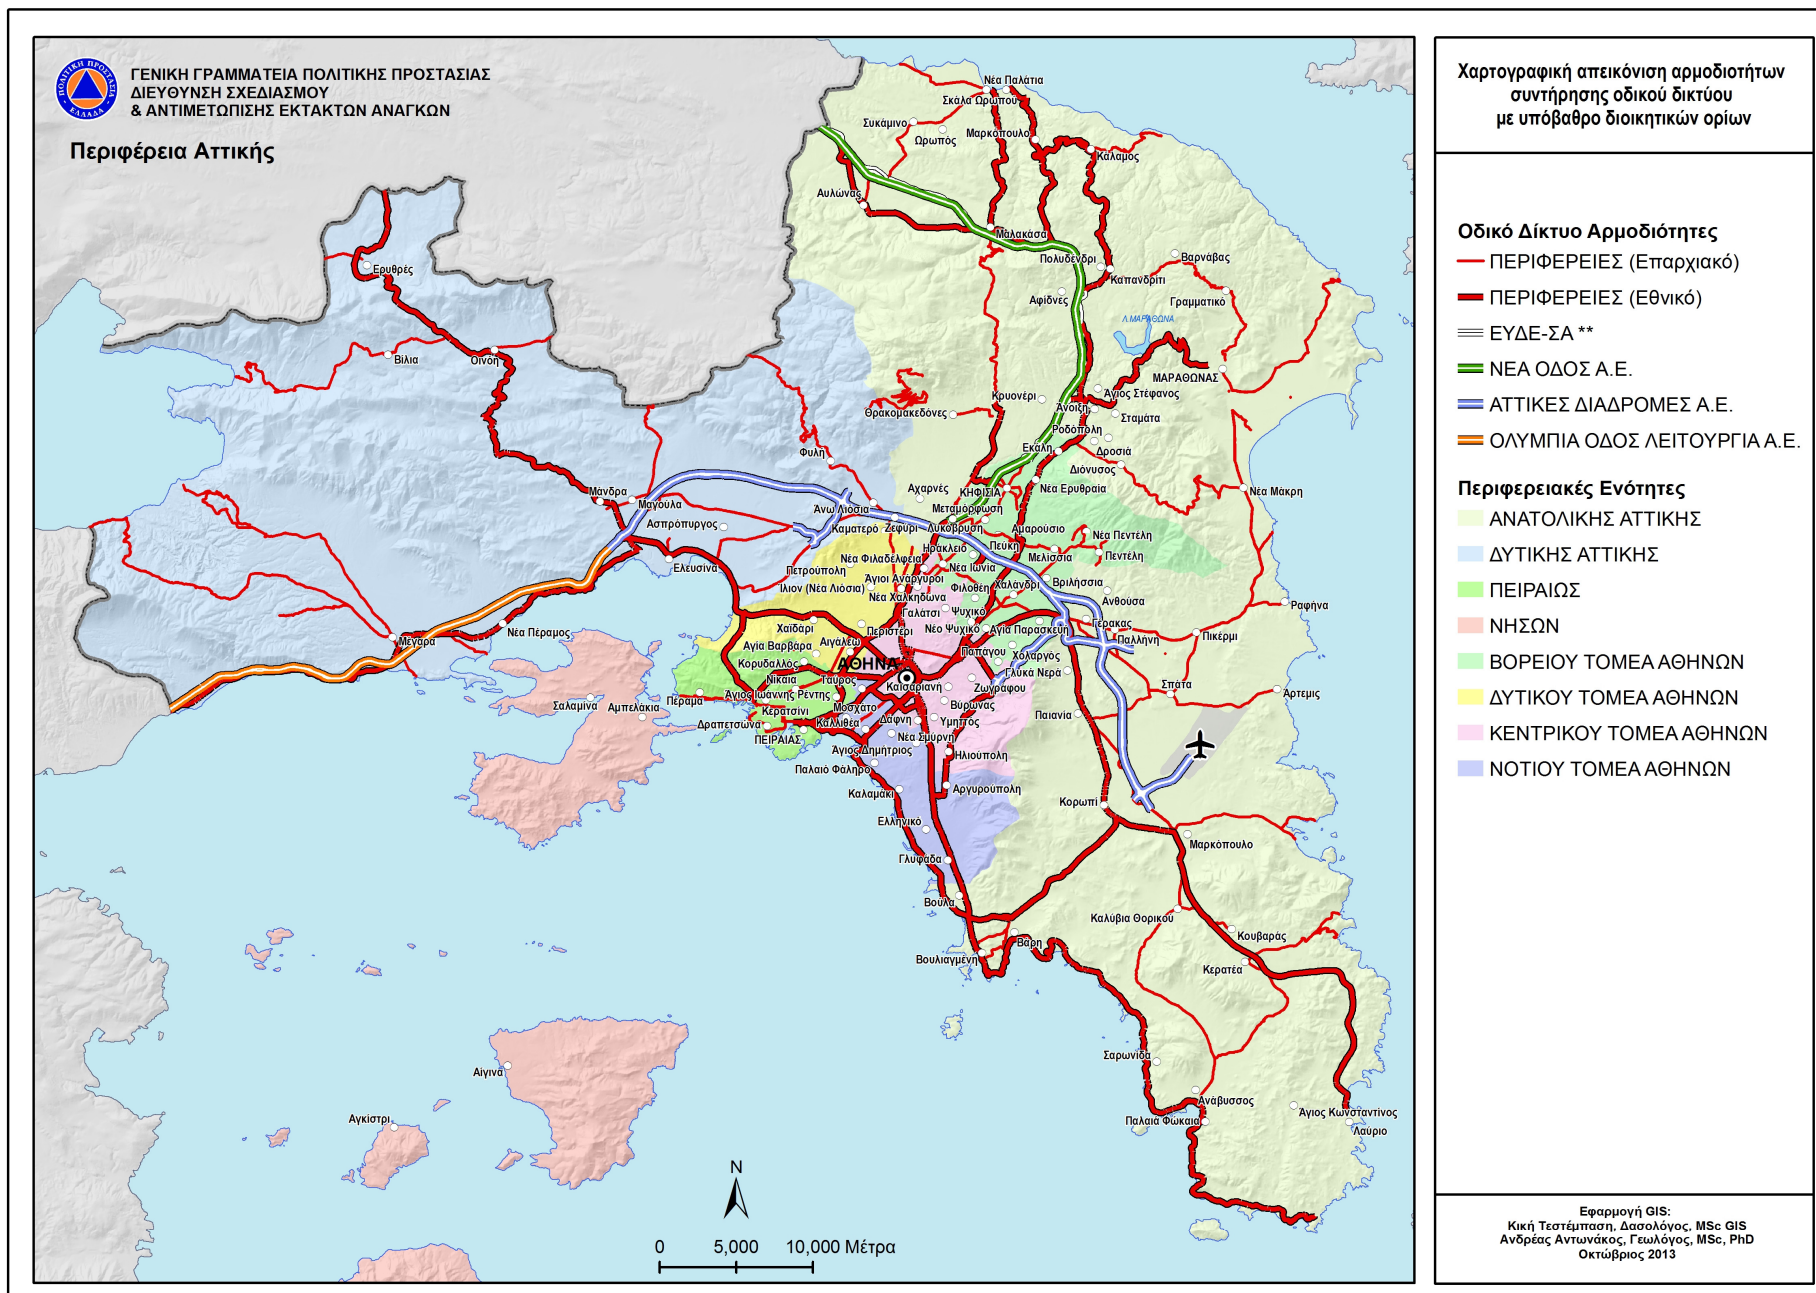 ΓΕΝΙΚΗ ΓΡΑΜΜΑΤΕΙΑ ΠΟΛΙΤΙΚΗΣ ΠΡΟΣΤΑΣΙΑΣ
ΔΙΕΥΘΥΝΣΗ ΣΧΕΔΙΑΣΜΟΥ
& ΑΝΤΙΜΕΤΩΠΙΣΗΣ ΕΚΤΑΚΤΩΝ ΑΝΑΓΚΩΝ
ΠΟΛΙΤΙΚΗ ΠΡΟΣΤΑΣΙΑ
ΕΛΛΑΔΑ
Περιφέρεια Αττικής
Νέα Παλάτια
Σκάλα Ωρωπού
Συκάμινο
Ωρωπός
Μαρκόπουλο
Κάλαμος
Αυλώνας
Μαλακάσα
Πολυδένδρι
Βαρνάβας
Καπανδρίτι
Αφίδνες
Γραμματικό
Λ.ΜΑΡΑΘΩΝΑ
Ερυθρές
Βίλια
Οινόη
ΜΑΡΑΘΩΝΑΣ
Κρυονέρι
Άγιος Στέφανος
Άνοιξη
Σταμάτα
Θρακομακεδόνες
Ροδόπολη
Εκάλη
Δροσιά
Διόνυσος
Φυλή
Νέα Ερυθραία
Νέα Μάκρη
Αχαρνές
ΚΗΦΙΣΙΑ
Μάνδρα
Μαγούλα
Άνω Λιόσια
Μεταμόρφωση
Ασπρόπυργος
Καματερό
Ζεφύρι
Λυκόβρυση
Αμαρούσιο
Νέα Πεντέλη
Ηράκλειο
Πεύκη
Μελίσσια
Πεντέλη
Ελευσίνα
Νέα Φιλαδέλφεια
Νέα Ιωνία
Πετρούπολη
Άγιοι Ανάργυροι
Φιλοθέη
Χαλάνδρι
Βριλήσσια
Ίλιον (Νέα Λιόσια)
Νέα Χαλκηδώνα
Ανθούσα
Γαλάτσι
Ψυχικό
Ραφήνα
Μέγαρα
Νέα Πέραμος
Χαϊδάρι
Περιστέρι
Νέο Ψυχικό
Αγία Παρασκευή
Γέρακας
Παλλήνη
Πικέρμι
Αγία Βαρβάρα
Αιγάλεω
Παπάγου
Χολαργός
Κορυδαλλός
ΑΘΗΝΑ
Γλυκά Νερά
Νίκαια
Ταύρος
Καισαριανή
Ζωγράφου
Σπάτα
Άρτεμις
Σαλαμίνα
Αμπελάκια
Πέραμα
Άγιος Ιωάννης Ρέντης
Κερατσίνι
Μοσχάτο
Βύρωνας
Παιανία
Δραπετσώνα
Καλλιθέα
Δάφνη
Υμηττός
ΠΕΙΡΑΙΑΣ
Νέα Σμύρνη
Άγιος Δημήτριος
Ηλιούπολη
Παλαιό Φάληρο
Καλαμάκι
Αργυρούπολη
Κορωπί
Ελληνικό
Μαρκόπουλο
Γλυφάδα
Βούλα
Καλύβια Θορικού
Κουβαράς
Βάρη
Βουλιαγμένη
Κερατέα
Σαρωνίδα
Αίγινα
Ανάβυσσος
Αγκίστρι
Άγιος Κωνσταντίνος
Παλαιά Φώκαια
Λαύριο
N
0 5,000 10,000 Μέτρα
Χαρτογραφική απεικόνιση αρμοδιοτήτων
συντήρησης οδικού δικτύου
με υπόβαθρο διοικητικών ορίων
Οδικό Δίκτυο Αρμοδιότητες
ΠΕΡΙΦΕΡΕΙΕΣ (Επαρχιακό)
ΠΕΡΙΦΕΡΕΙΕΣ (Εθνικό)
ΕΥΔΕ-ΣΑ **
ΝΕΑ ΟΔΟΣ Α.Ε.
ΑΤΤΙΚΕΣ ΔΙΑΔΡΟΜΕΣ Α.Ε.
ΟΛΥΜΠΙΑ ΟΔΟΣ ΛΕΙΤΟΥΡΓΙΑ Α.Ε.
Περιφερειακές Ενότητες
ΑΝΑΤΟΛΙΚΗΣ ΑΤΤΙΚΗΣ
ΔΥΤΙΚΗΣ ΑΤΤΙΚΗΣ
ΠΕΙΡΑΙΩΣ
ΝΗΣΩΝ
ΒΟΡΕΙΟΥ ΤΟΜΕΑ ΑΘΗΝΩΝ
ΔΥΤΙΚΟΥ ΤΟΜΕΑ ΑΘΗΝΩΝ
ΚΕΝΤΡΙΚΟΥ ΤΟΜΕΑ ΑΘΗΝΩΝ
ΝΟΤΙΟΥ ΤΟΜΕΑ ΑΘΗΝΩΝ
Εφαρμογή GIS:
Κική Τεστέμπαση, Δασολόγος, MSc GIS
Ανδρέας Αντωνάκος, Γεωλόγος, MSc, PhD
Οκτώβριος 2013